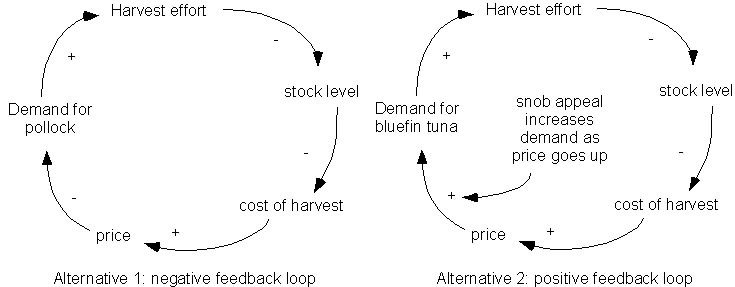 Harvest effort
-
+
stock level
Demand for
pollock
-
-
cost of harvest
+
price
Alternative 1: negative feedback loop
Harvest effort
-
+
stock level
Demand for
bluefin tuna
snob appeal
increases
demand as
price goes up
-
+
cost of harvest
+
price
Alternative 2: positive feedback loop